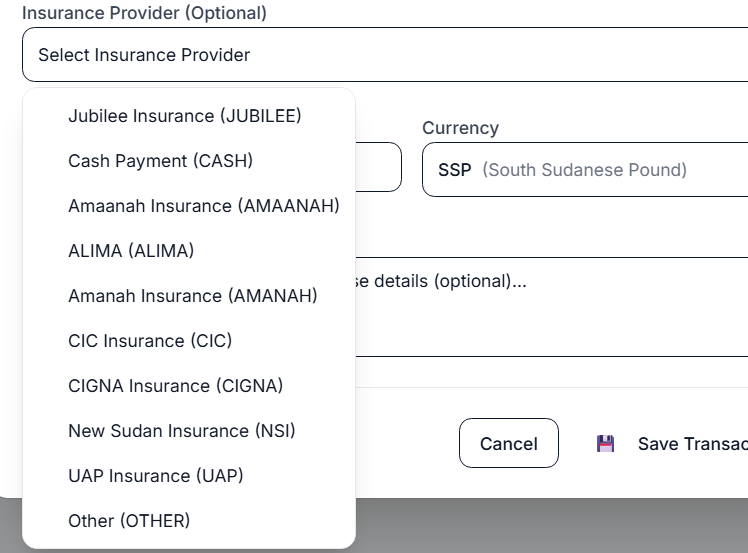 Insurance Provider (Optional)
Select Insurance Provider
Jubilee Insurance (JUBILEE)
Cash Payment (CASH)
Amaanah Insurance (AMAANAH)
ALIMA (ALIMA)
Amanah Insurance (AMANAH)
CIC Insurance (CIC)
CIGNA Insurance (CIGNA)
New Sudan Insurance (NSI)
UAP Insurance (UAP)
Other (OTHER)
Currency
SSP (South Sudanese Pound)
details (optional)...
Cancel
Save